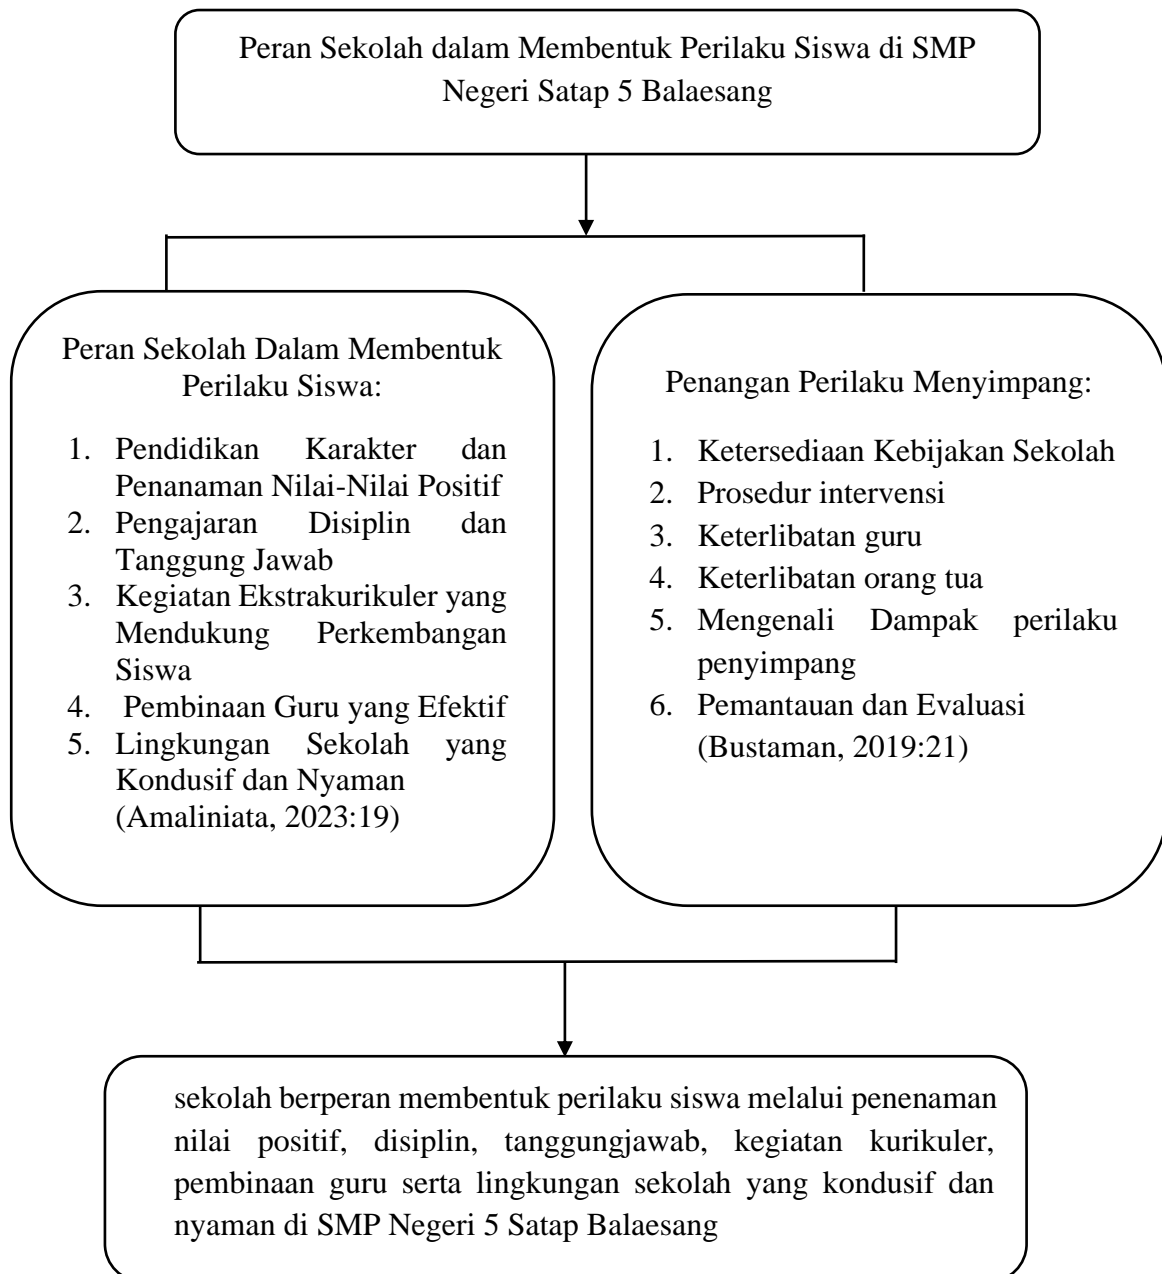 Peran Sekolah dalam Membentuk Perilaku Siswa di SMP
Negeri Satap 5 Balaesang
Peran Sekolah Dalam Membentuk
Perilaku Siswa:
1. Pendidikan Karakter dan
Penanaman Nilai-Nilai Positif
2. Pengajaran Disiplin dan
Tanggung Jawab
3. Kegiatan Ekstrakurikuler yang
Mendukung Perkembangan
Siswa
4. Pembinaan Guru yang Efektif
5. Lingkungan Sekolah yang
Kondusif dan Nyaman
(Amaliniata, 2023:19)
Penangan Perilaku Menyimpang:
1. Ketersediaan Kebijakan Sekolah
2. Prosedur intervensi
3. Keterlibatan guru
4. Keterlibatan orang tua
5. Mengenali Dampak perilaku
penyimpang
6. Pemantauan dan Evaluasi
(Bustaman, 2019:21)
sekolah berperan membentuk perilaku siswa melalui penenaman
nilai positif, disiplin, tanggungjawab, kegiatan kurikuler,
pembinaan guru serta lingkungan sekolah yang kondusif dan
nyaman di SMP Negeri 5 Satap Balaesang